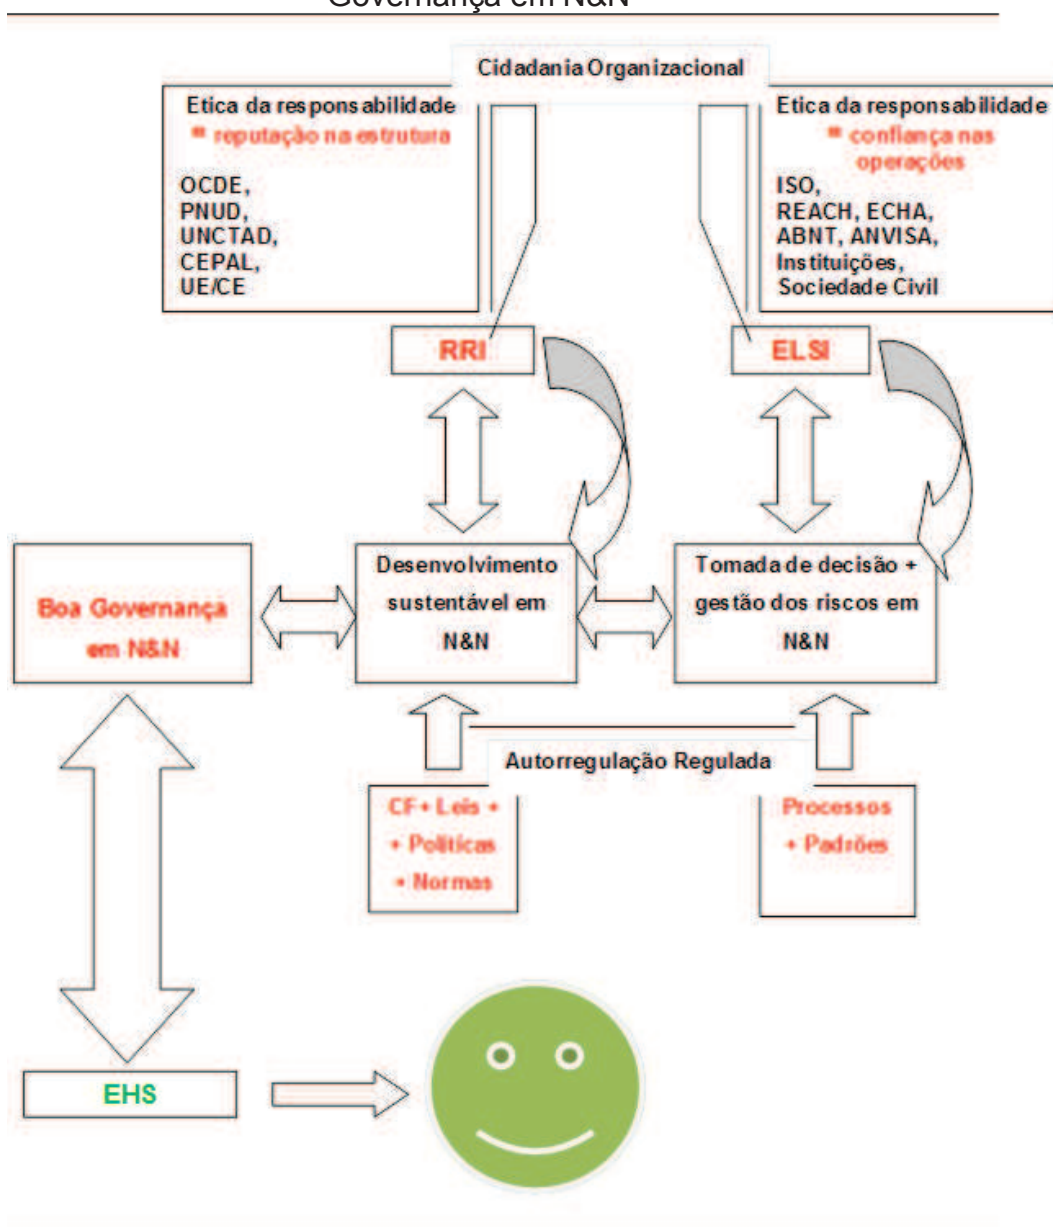 Governança em N&N
Cidadania Organizacional
Etica da responsabilidade
= reputação na estrutura
OCDE,
PNUD,
UNCTAD,
CEPAL,
UE/CE
Etica da responsabilidade
= confiança nas
operações
ISO,
REACH, ECHA,
ABNT, ANVISA,
Instituições,
Sociedade Civil
RRI
ELSI
Boa Governança
em N&N
Desenvolvimento
sustentável em
N&N
Tomada de decisão +
gestão dos riscos em
N&N
Autorregulação Regulada
CF+ Leis +
+ Políticas
+ Normas
Processos
+ Padrões
EHS